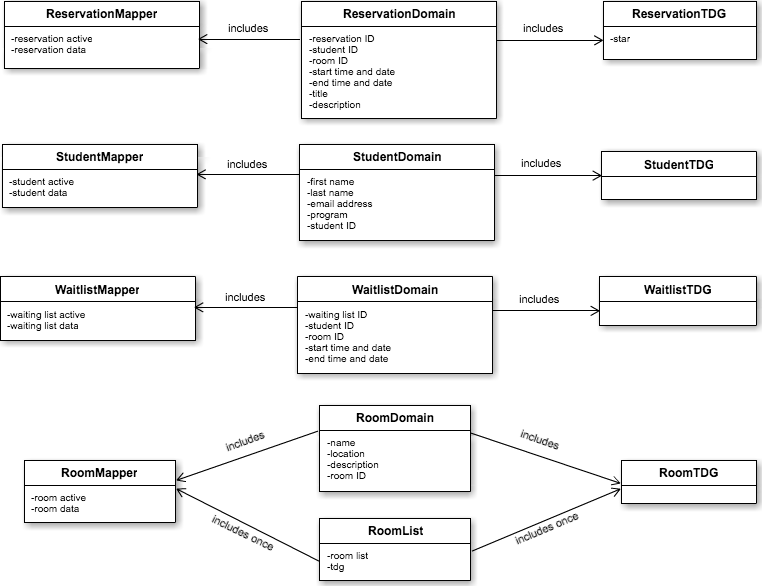 ReservationMapper
-reservation active
-reservation data
includes
ReservationDomain
-reservation ID
-student ID
-room ID
-start time and date
-end time and date
-title
-description
includes
ReservationTDG
-star
StudentMapper
-student active
-student data
includes
StudentDomain
-first name
-last name
-email address
-program
-student ID
includes
StudentTDG
WaitlistMapper
-waiting list active
-waiting list data
includes
WaitlistDomain
-waiting list ID
-student ID
-room ID
-start time and date
-end time and date
includes
WaitlistTDG
RoomDomain
-name
-location
-description
-room ID
includes
includes
RoomMapper
-room active
-room data
RoomTDG
includes once
includes once
RoomList
-room list
-tdg